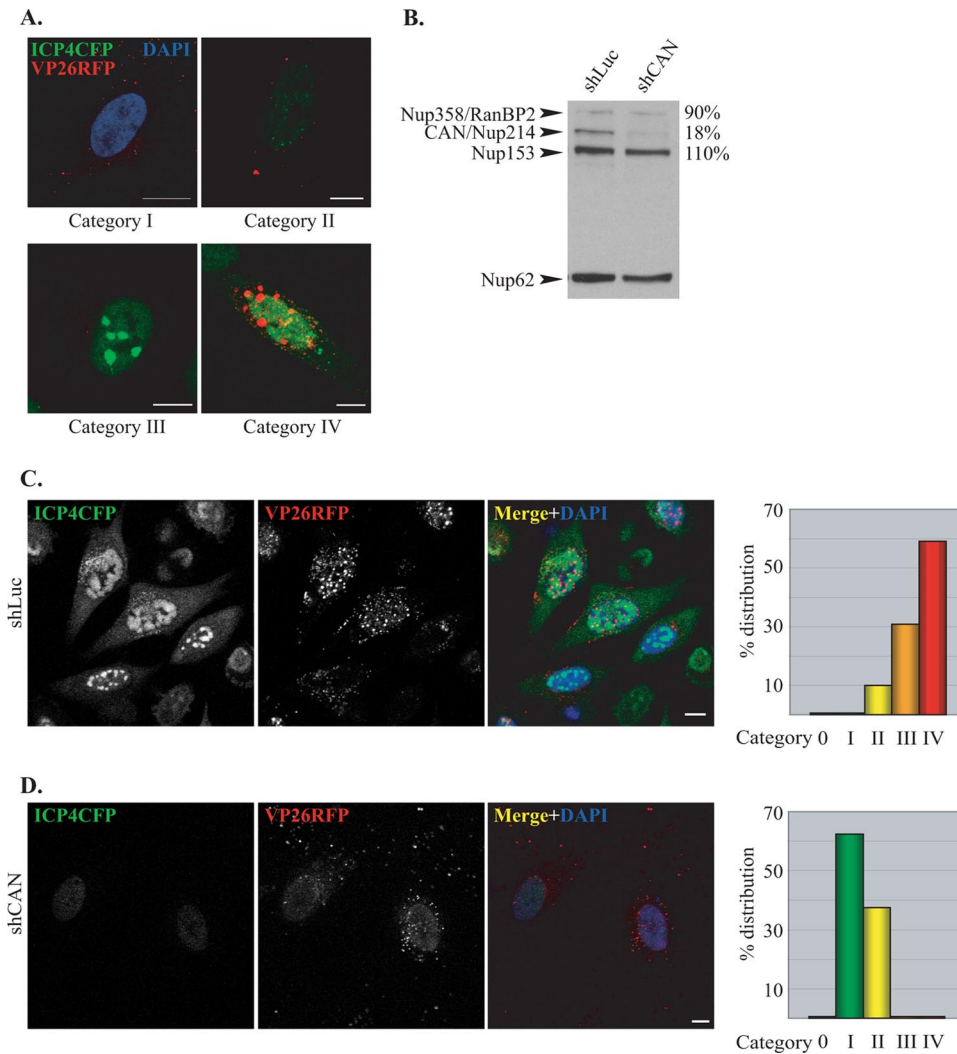 A.
ICP4CFP DAPI
VP26RFP
Category I
Category II
Category III
Category IV
B.
shLuc shCAN
Nup358/RanBP2 90%
CAN/Nup214 18%
Nup153 110%
Nup62
C.
shLuc
ICP4CFP
VP26RFP
Merge+DAPI
% distribution
70
50
30
10
Category 0 I II III IV
D.
shCAN
ICP4CFP
VP26RFP
Merge+DAPI
% distribution
70
50
30
10
Category 0 I II III IV